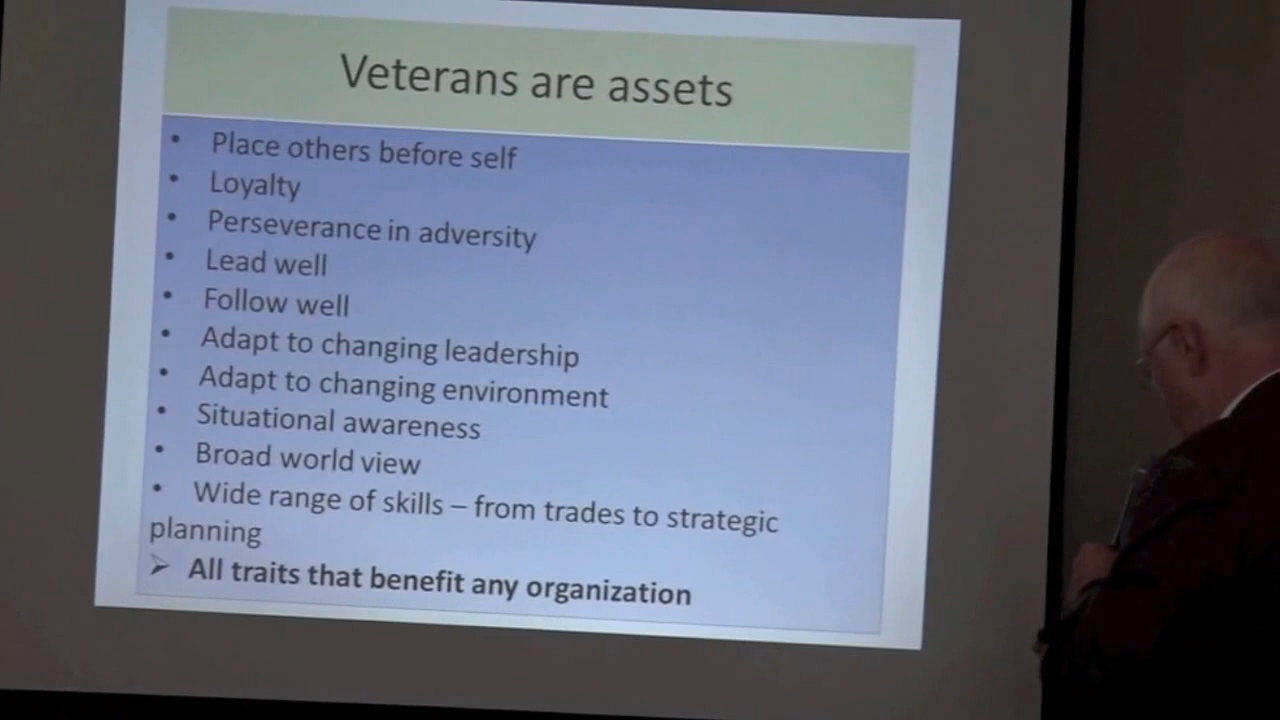 Veterans are assets
• Place others before self
• Loyalty
• Perseverance in adversity
• Lead well
• Follow well
• Adapt to changing leadership
• Adapt to changing environment
• Situational awareness
• Broad world view
• Wide range of skills – from trades to strategic
planning
➢ All traits that benefit any organization